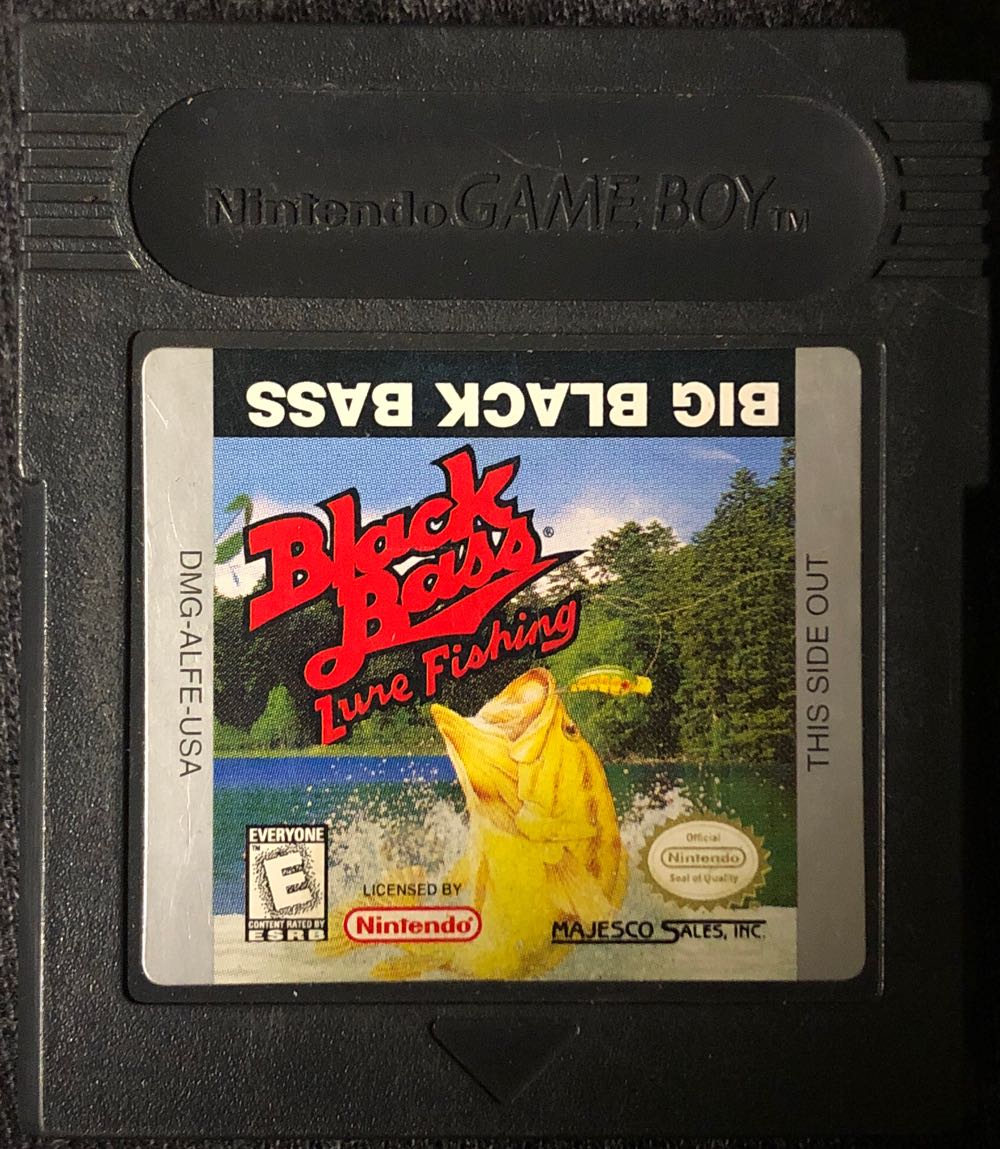 Nintendo GAME BOY TM
BIG BLACK BASS
Black
Bass®
Lure Fishing
DMG-ALFE-USA
THIS SIDE OUT
EVERYONE
TM
E
CONTENT RATED BY
ESRB
LICENSED BY
Nintendo®
Official
Nintendo
Seal of Quality
MAJESCO SALES, INC.